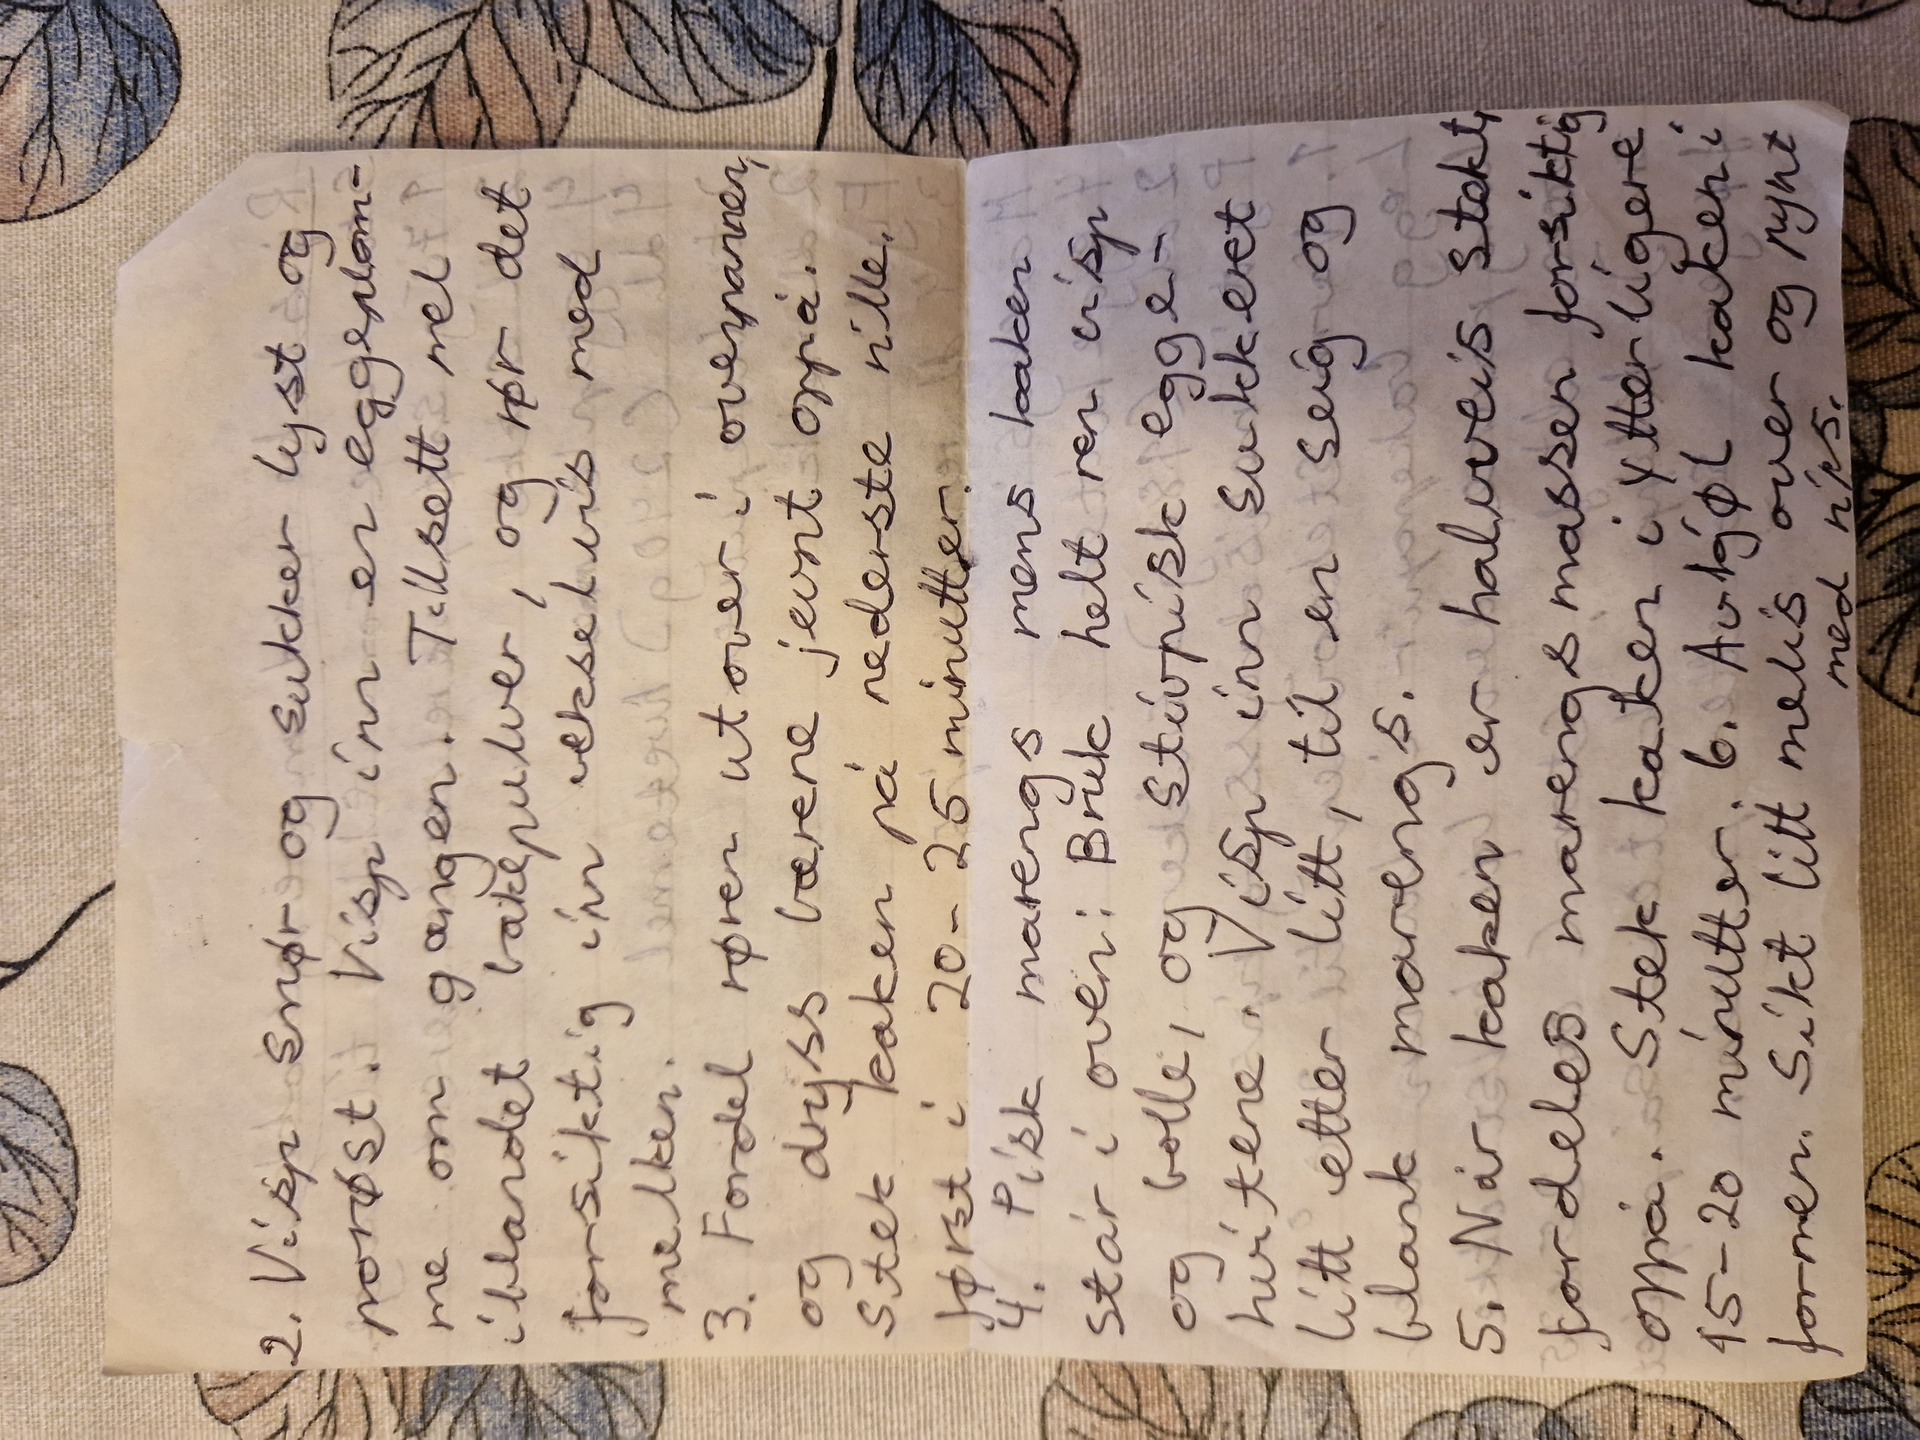 2. Visp smør og sukker lyst og
porøst. Visp inn en eggeplom-
me om gangen. Tilsett mel
iblandet bakepulver, og rør det
forsiktig inn vekselvis med
melken.
3. Fordel røren utover i ovenpannen,
og dryss bærene jevnt oppå.
Stek kaken på nederste rille.
først i 20-25 minutter.
4. Pisk marengs mens kaken
står i oven: Bruk helt ren visp
og bolle, og stivpisk egge-
hvitene. Visp inn sukkeret
litt etter litt, til en seig og
blank marengs.
5. Når kaken er halvveis stekt,
fordeles marengsmassen forsiktig
oppå. Stek kaken i ytterligere
15-20 minutter. 6. Avkjøl kaken i
formen. Sikt litt melis over og pynt
med rips.